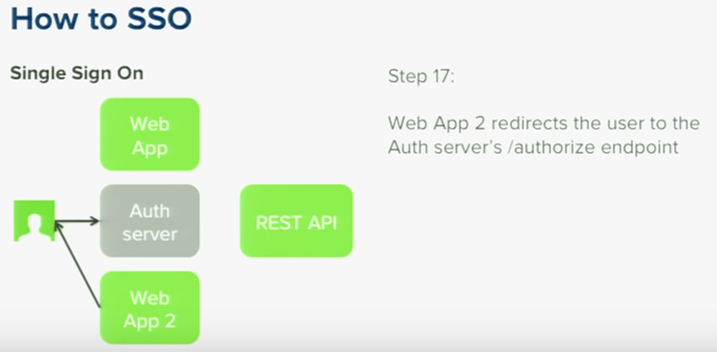 How to SSO
Single Sign On
Step 17:
Web App 2 redirects the user to the
Auth server's /authorize endpoint
Web
App
Auth
server
REST API
Web
App 2